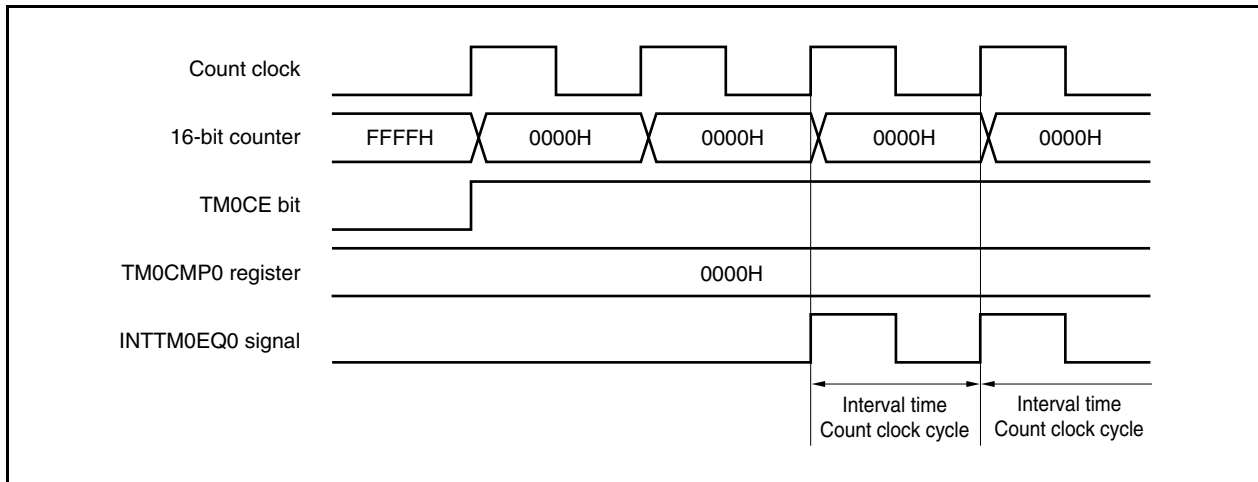 Count clock
16-bit counter
FFFFH 0000H 0000H 0000H 0000H
TM0CE bit
TM0CMP0 register
0000H
INTTM0EQ0 signal
Interval time
Count clock cycle
Interval time
Count clock cycle